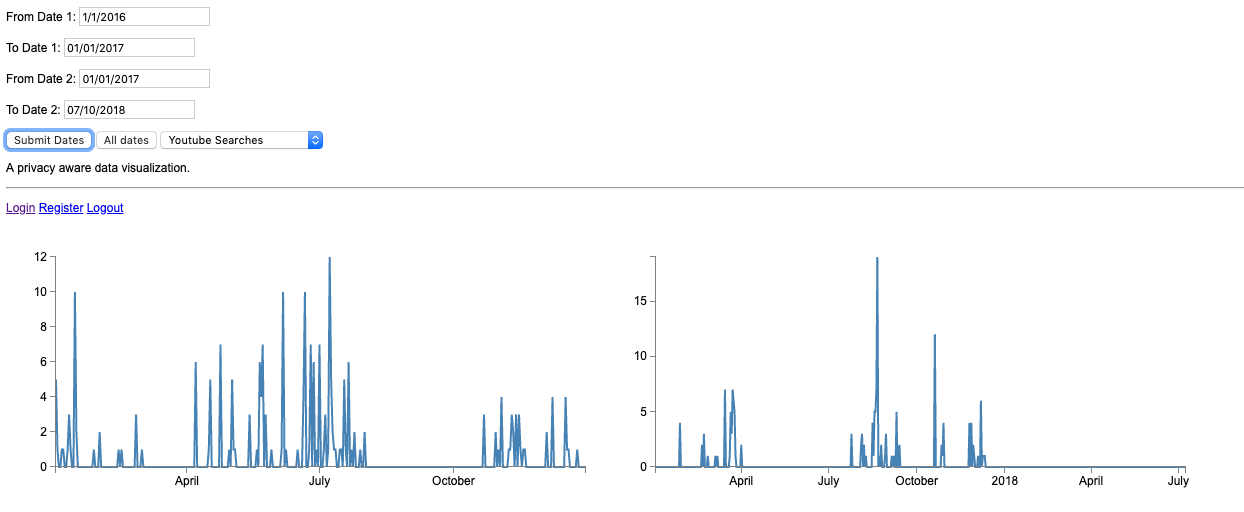 From Date 1: 1/1/2016
To Date 1: 01/01/2017
From Date 2: 01/01/2017
To Date 2: 07/10/2018
Submit Dates All dates Youtube Searches
A privacy aware data visualization.
Login Register Logout
12
10
8
6
4
2
0
April July October
15
10
5
0
April July October 2018 April July